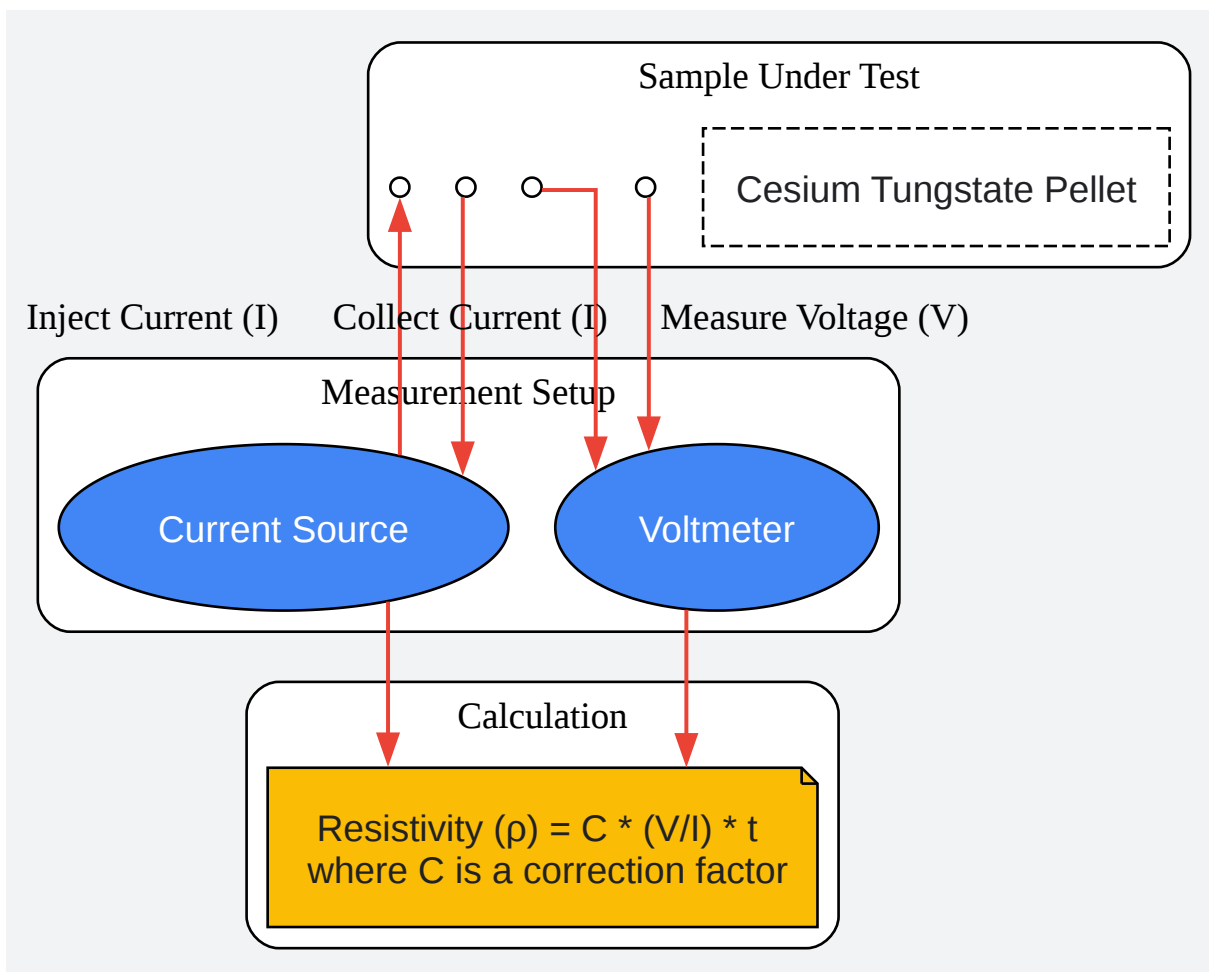 Sample Under Test
Cesium Tungstate Pellet
Inject Current (I)
Collect Current (I)
Measure Voltage (V)
Measurement Setup
Current Source
Voltmeter
Calculation
Resistivity (ρ) = C * (V/I) * t
where C is a correction factor